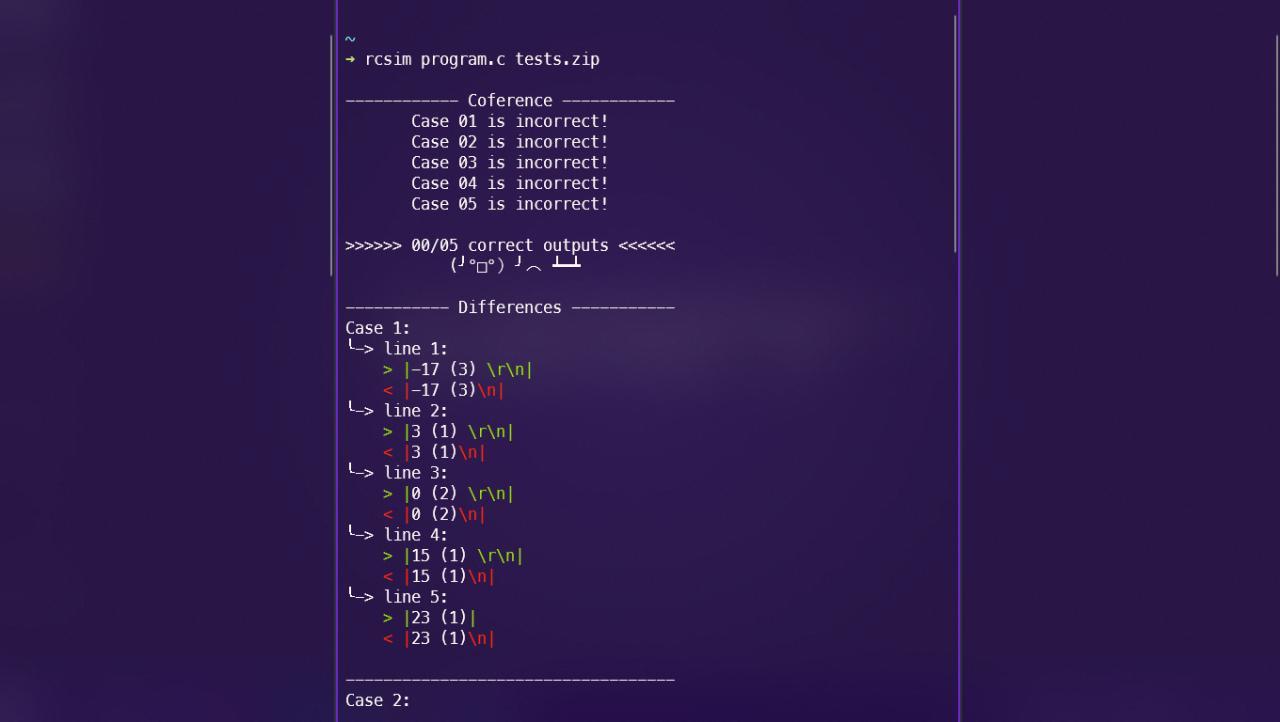 ~
→ rcsim program.c tests.zip
———————————— Coference ————————————
Case 01 is incorrect!
Case 02 is incorrect!
Case 03 is incorrect!
Case 04 is incorrect!
Case 05 is incorrect!
>>>>>> 00/05 correct outputs <<<<<<
(╯°□°) ╯︵ ┻━┻
——————————— Differences ———————————
Case 1:
╰─> line 1:
> |-17 (3) \r\n|
< |-17 (3)\n|
╰─> line 2:
> |3 (1) \r\n|
< |3 (1)\n|
╰─> line 3:
> |0 (2) \r\n|
< |0 (2)\n|
╰─> line 4:
> |15 (1) \r\n|
< |15 (1)\n|
╰─> line 5:
> |23 (1)|
< |23 (1)\n|
———————————————————————————————————
Case 2: